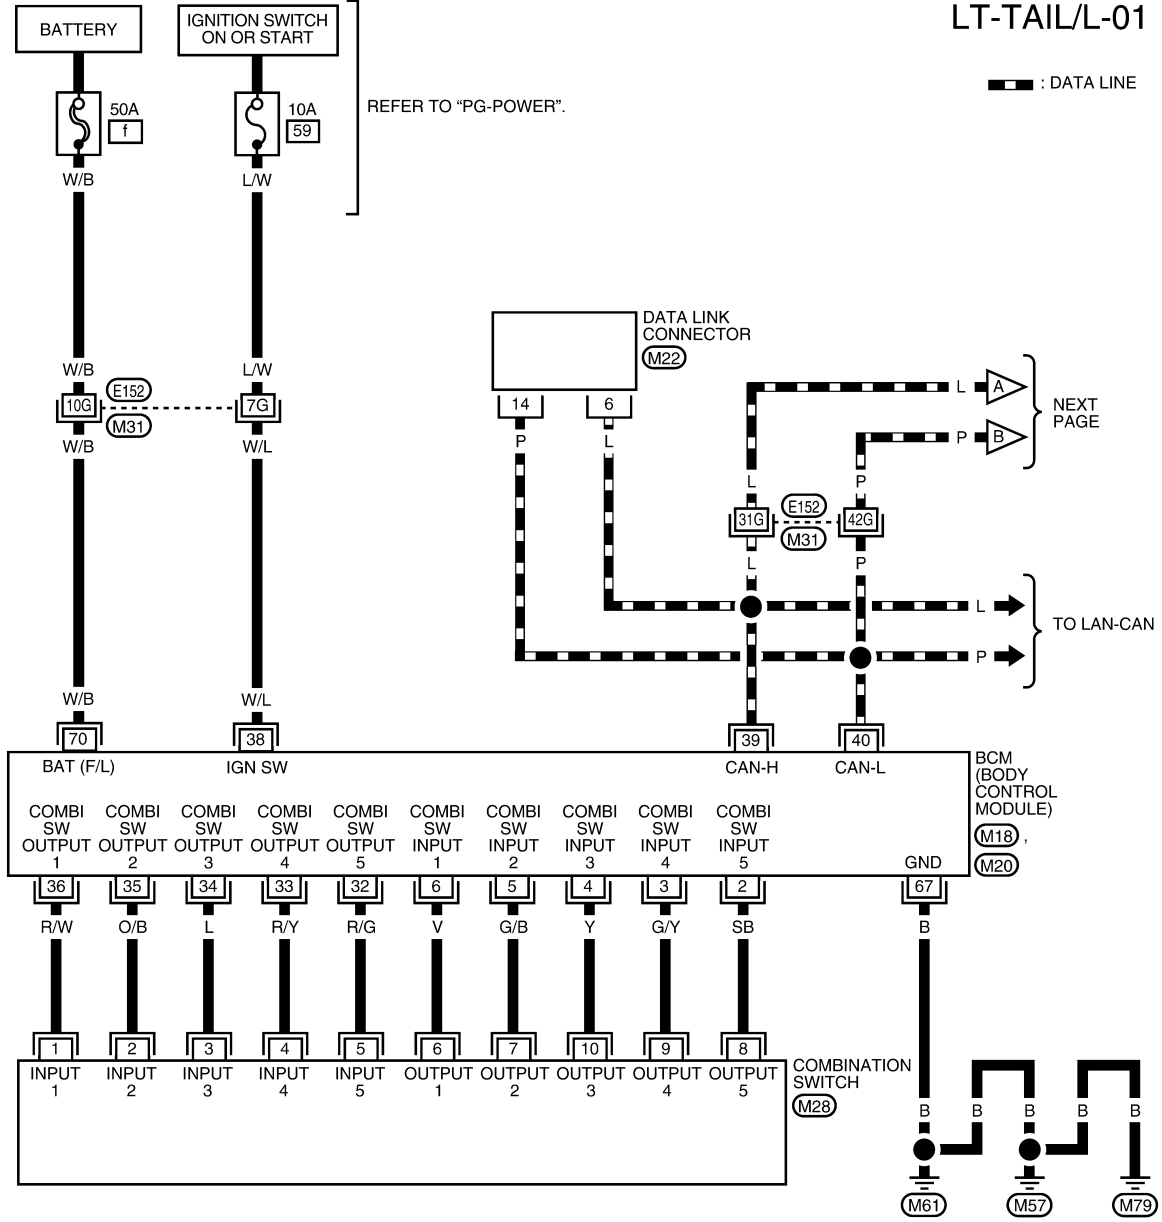 LT-TAIL/L-01
BATTERY
IGNITION SWITCH
ON OR START
: DATA LINE
50A
f
10A
59
REFER TO “PG-POWER”.
W/B
L/W
W/B
L/W
10G
E152
M31
7G
W/B
W/L
W/B
W/L
DATA LINK
CONNECTOR
M22
14
6
P
L
L
A
P
B
NEXT
PAGE
L
P
31G
E152
M31
42G
L
P
L
P
TO LAN-CAN
70
38
39
40
BAT (F/L)
IGN SW
CAN-H
CAN-L
BCM
(BODY
CONTROL
MODULE)
M18 ,
M20
COMBI COMBI COMBI COMBI COMBI COMBI COMBI COMBI COMBI COMBI
SW SW SW SW SW SW SW SW SW SW
OUTPUT OUTPUT OUTPUT OUTPUT OUTPUT INPUT INPUT INPUT INPUT INPUT
1 2 3 4 5 1 2 3 4 5 GND
36 35 34 33 32 6 5 4 3 2 67
R/W O/B L R/Y R/G V G/B Y G/Y SB B
1 2 3 4 5 6 7 10 9 8
INPUT INPUT INPUT INPUT INPUT OUTPUT OUTPUT OUTPUT OUTPUT OUTPUT
1 2 3 4 5 1 2 3 4 5
COMBINATION
SWITCH
M28
B B B B B
M61 M57 M79